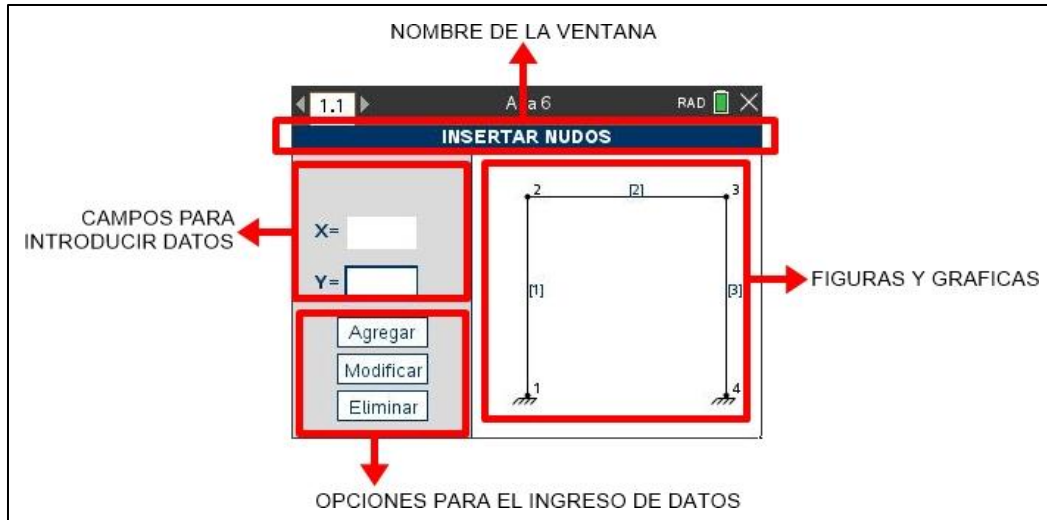 NOMBRE DE LA VENTANA
1.1
RAD
INSERTAR NUDOS
CAMPOS PARA
INTRODUCIR DATOS
X=
Y=
Agregar
Modificar
Eliminar
2
[2]
3
[1]
[3]
1
4
FIGURAS Y GRAFICAS
OPCIONES PARA EL INGRESO DE DATOS